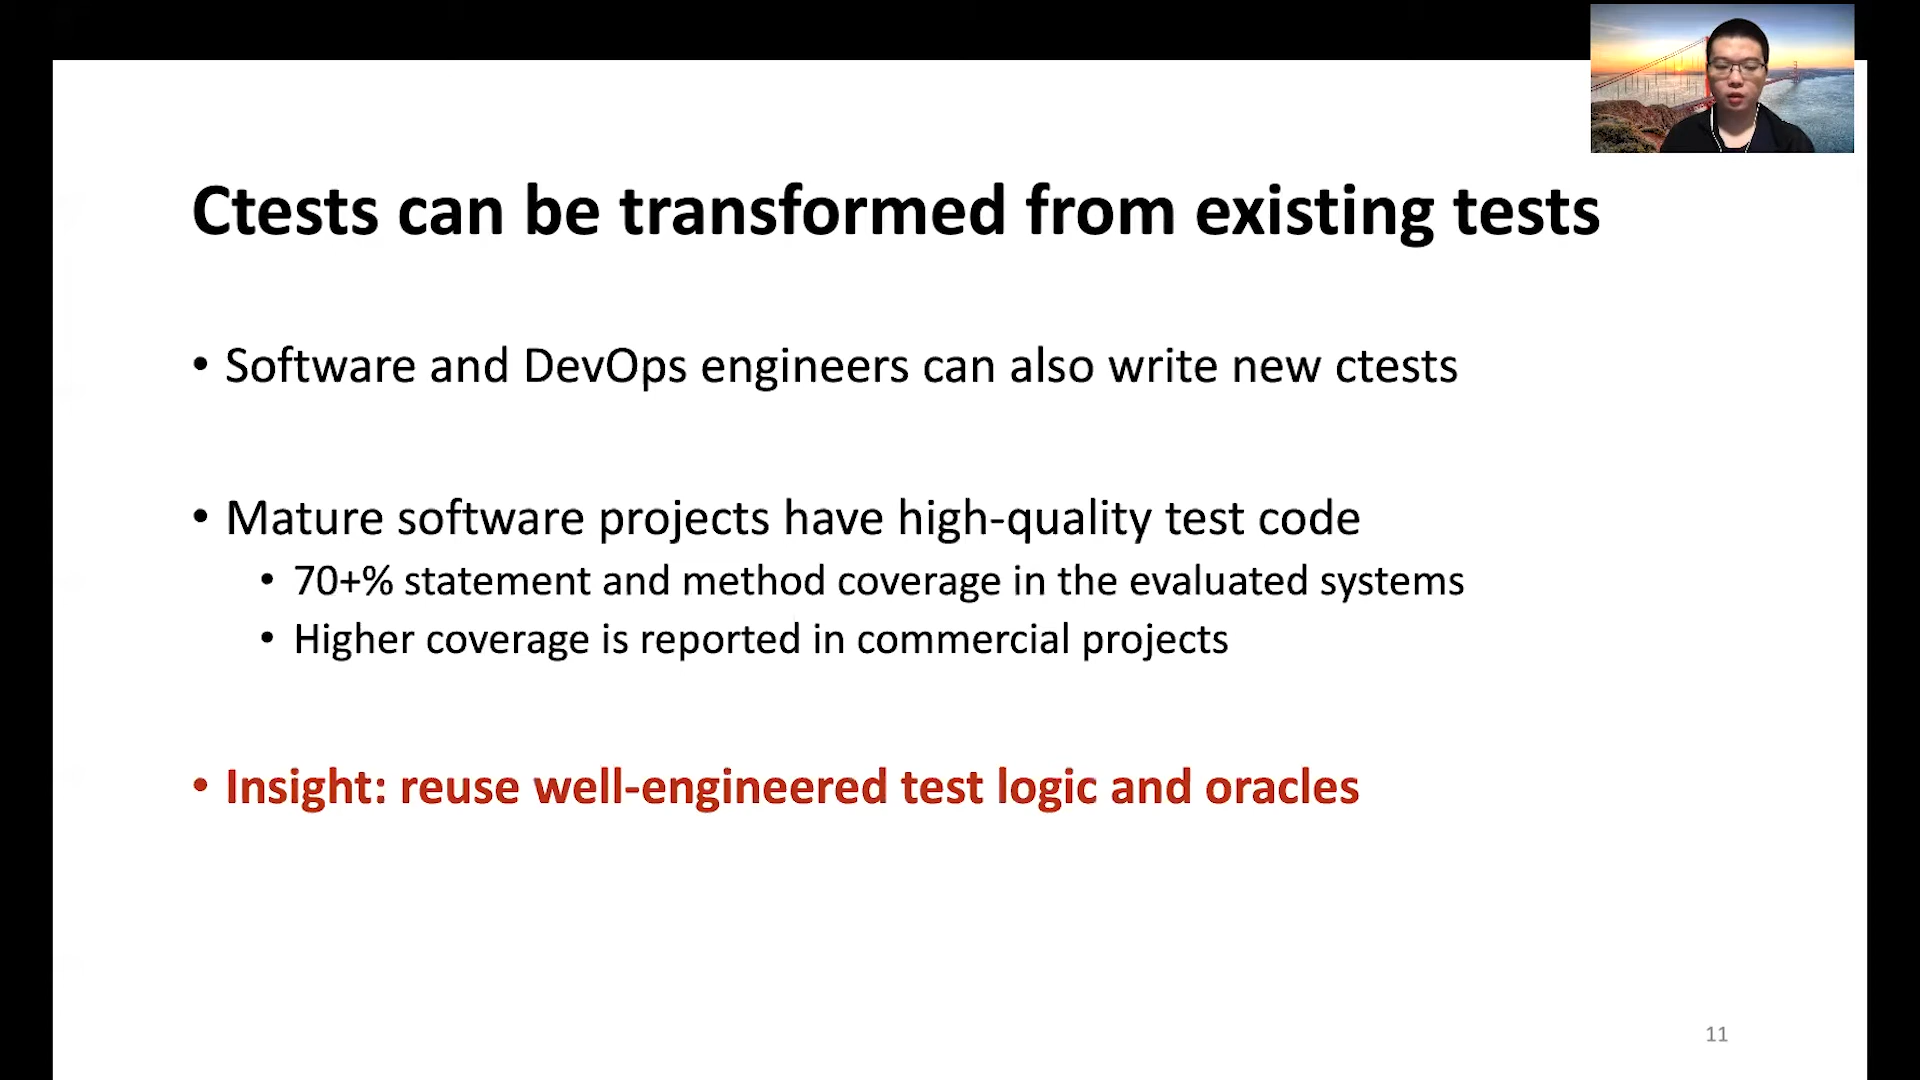 Ctests can be transformed from existing tests
• Software and DevOps engineers can also write new ctests
• Mature software projects have high-quality test code
• 70+% statement and method coverage in the evaluated systems
• Higher coverage is reported in commercial projects
• Insight: reuse well-engineered test logic and oracles
11